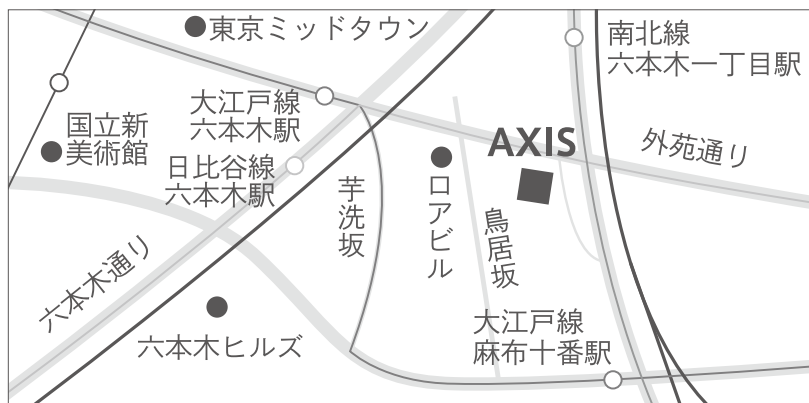 東京ミッドタウン
南北線
六本木一丁目駅
大江戸線
六本木駅
国立新
美術館
AXIS
外苑通り
日比谷線
六本木駅
芋洗坂
ロアビル
鳥居坂
六本木通り
大江戸線
麻布十番駅
六本木ヒルズ